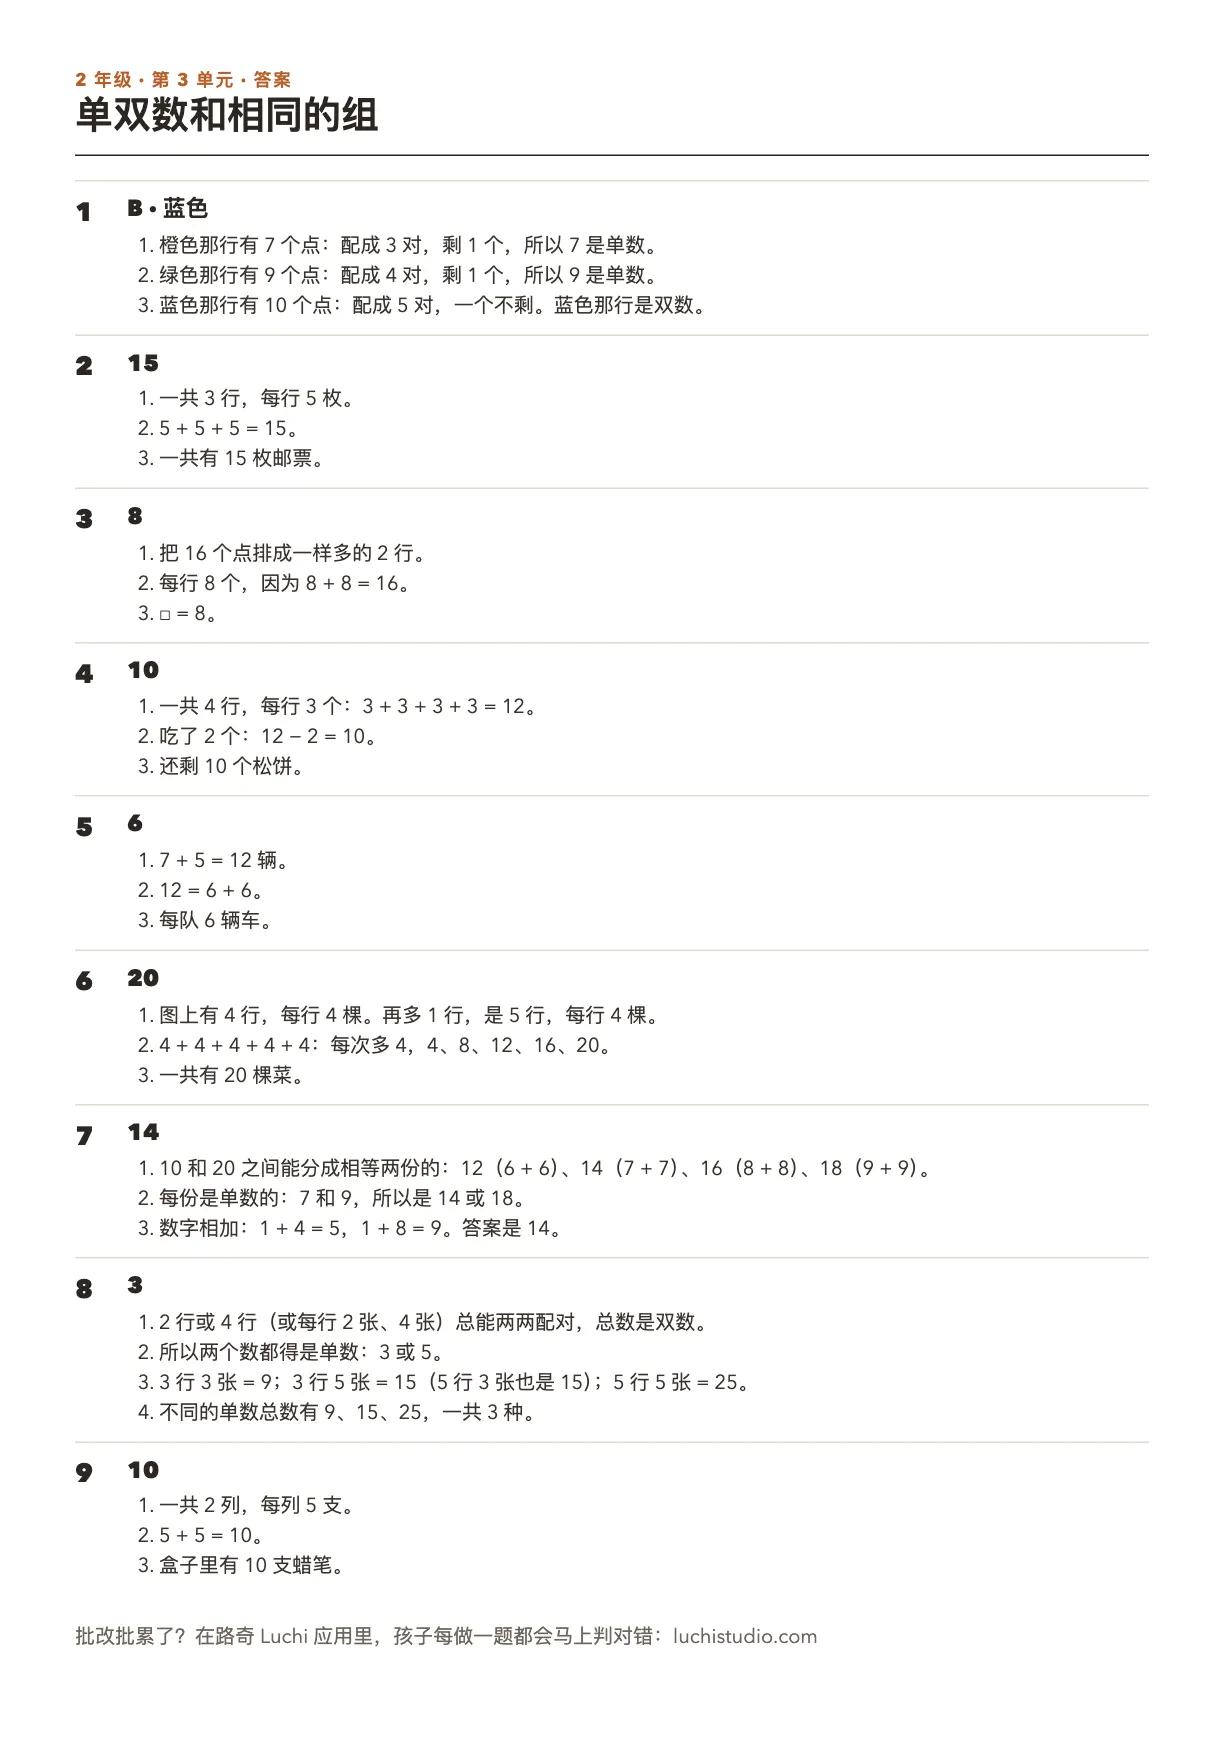 2 年级 · 第 3 单元 · 答案
单双数和相同的组
1 B • 蓝色
1. 橙色那行有 7 个点：配成 3 对，剩 1 个，所以 7 是单数。
2. 绿色那行有 9 个点：配成 4 对，剩 1 个，所以 9 是单数。
3. 蓝色那行有 10 个点：配成 5 对，一个不剩。蓝色那行是双数。
2 15
1. 一共 3 行，每行 5 枚。
2. 5 + 5 + 5 = 15。
3. 一共有 15 枚邮票。
3 8
1. 把 16 个点排成一样多的 2 行。
2. 每行 8 个，因为 8 + 8 = 16。
3. □ = 8。
4 10
1. 一共 4 行，每行 3 个：3 + 3 + 3 + 3 = 12。
2. 吃了 2 个：12 − 2 = 10。
3. 还剩 10 个松饼。
5 6
1. 7 + 5 = 12 辆。
2. 12 = 6 + 6。
3. 每队 6 辆车。
6 20
1. 图上有 4 行，每行 4 棵。再多 1 行，是 5 行，每行 4 棵。
2. 4 + 4 + 4 + 4 + 4：每次多 4，4、8、12、16、20。
3. 一共有 20 棵菜。
7 14
1. 10 和 20 之间能分成相等两份的：12（6 + 6）、14（7 + 7）、16（8 + 8）、18（9 + 9）。
2. 每份是单数的：7 和 9，所以是 14 或 18。
3. 数字相加：1 + 4 = 5，1 + 8 = 9。答案是 14。
8 3
1. 2 行或 4 行（或每行 2 张、4 张）总能两两配对，总数是双数。
2. 所以两个数都得是单数：3 或 5。
3. 3 行 3 张 = 9；3 行 5 张 = 15（5 行 3 张也是 15）；5 行 5 张 = 25。
4. 不同的单数总数有 9、15、25，一共 3 种。
9 10
1. 一共 2 列，每列 5 支。
2. 5 + 5 = 10。
3. 盒子里有 10 支蜡笔。
批改批累了？在路奇 Luchi 应用里，孩子每做一题都会马上判对错：luchistudio.com